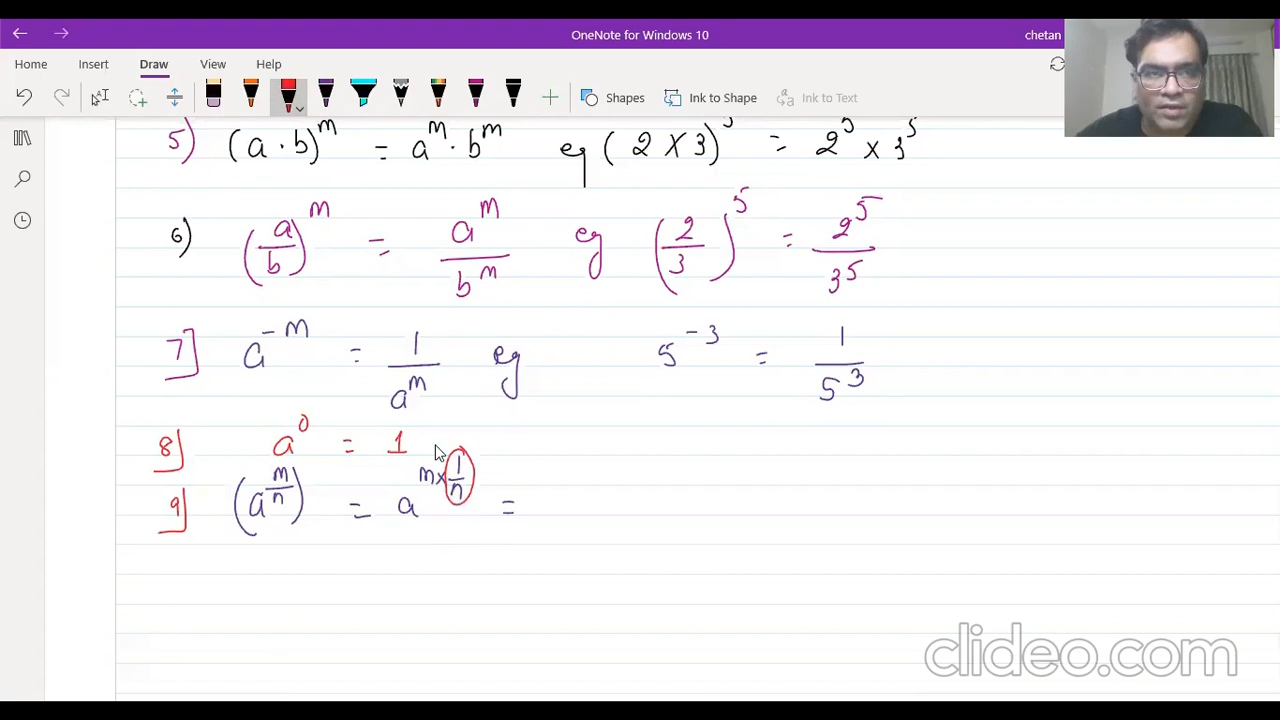 OneNote for Windows 10
chetan
Home Insert Draw View Help
Shapes Ink to Shape Ink to Text
5) (a · b)^m = a^m · b^m eg (2 × 3)^5 = 2^5 × 3^5
6) (a/b)^m = a^m/b^m eg (2/3)^5 = 2^5/3^5
7] a^-m = 1/a^m eg 5^-3 = 1/5^3
8] a^0 = 1
9] (a^m/n) = a^m×1/n =
clideo.com